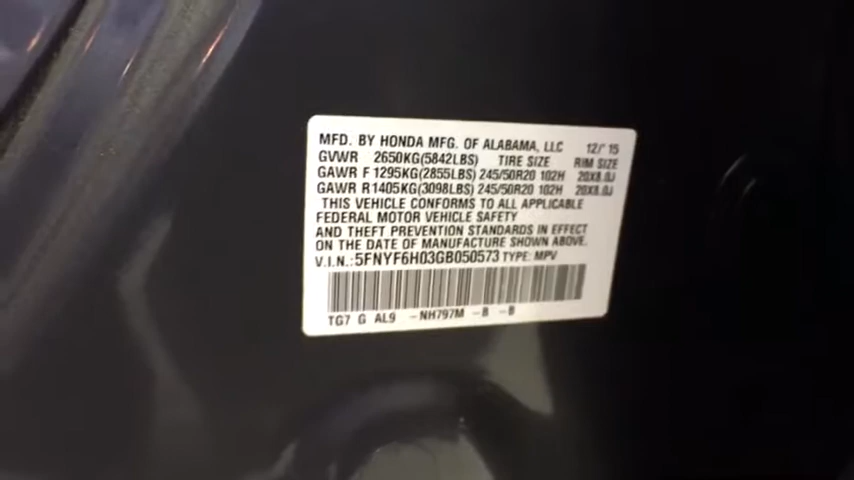 MFD. BY HONDA MFG. OF ALABAMA, LLC 12/'15
GVWR 2650KG(5842LBS) TIRE SIZE RIM SIZE
GAWR F 1295KG(2855LBS) 245/50R20 102H 20X8.0J
GAWR R 1405KG(3098LBS) 245/50R20 102H 20X8.0J
THIS VEHICLE CONFORMS TO ALL APPLICABLE
FEDERAL MOTOR VEHICLE SAFETY
AND THEFT PREVENTION STANDARDS IN EFFECT
ON THE DATE OF MANUFACTURE SHOWN ABOVE.
V.I.N.: 5FNYF6H03GB050573 TYPE: MPV
TG7 G AL9 -NH797M -B -B